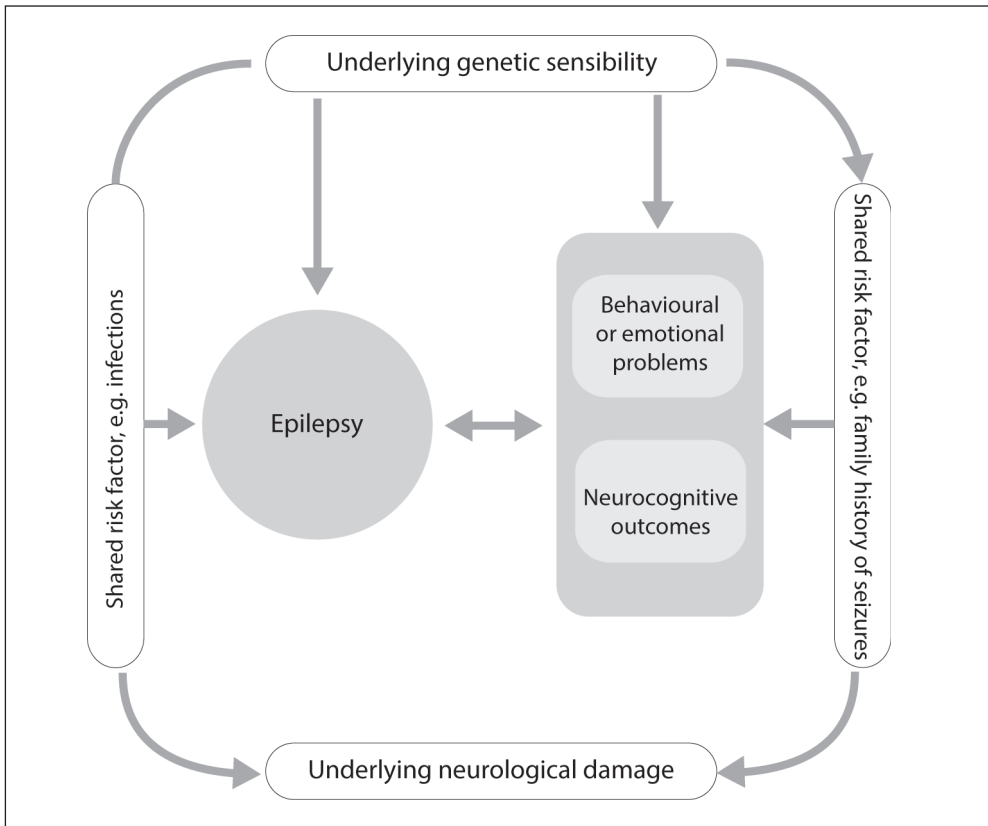 Underlying genetic sensibility
Shared risk factor, e.g. infections
Epilepsy
Behavioural
or emotional
problems
Neurocognitive
outcomes
Shared risk factor, e.g. family history of seizures
Underlying neurological damage